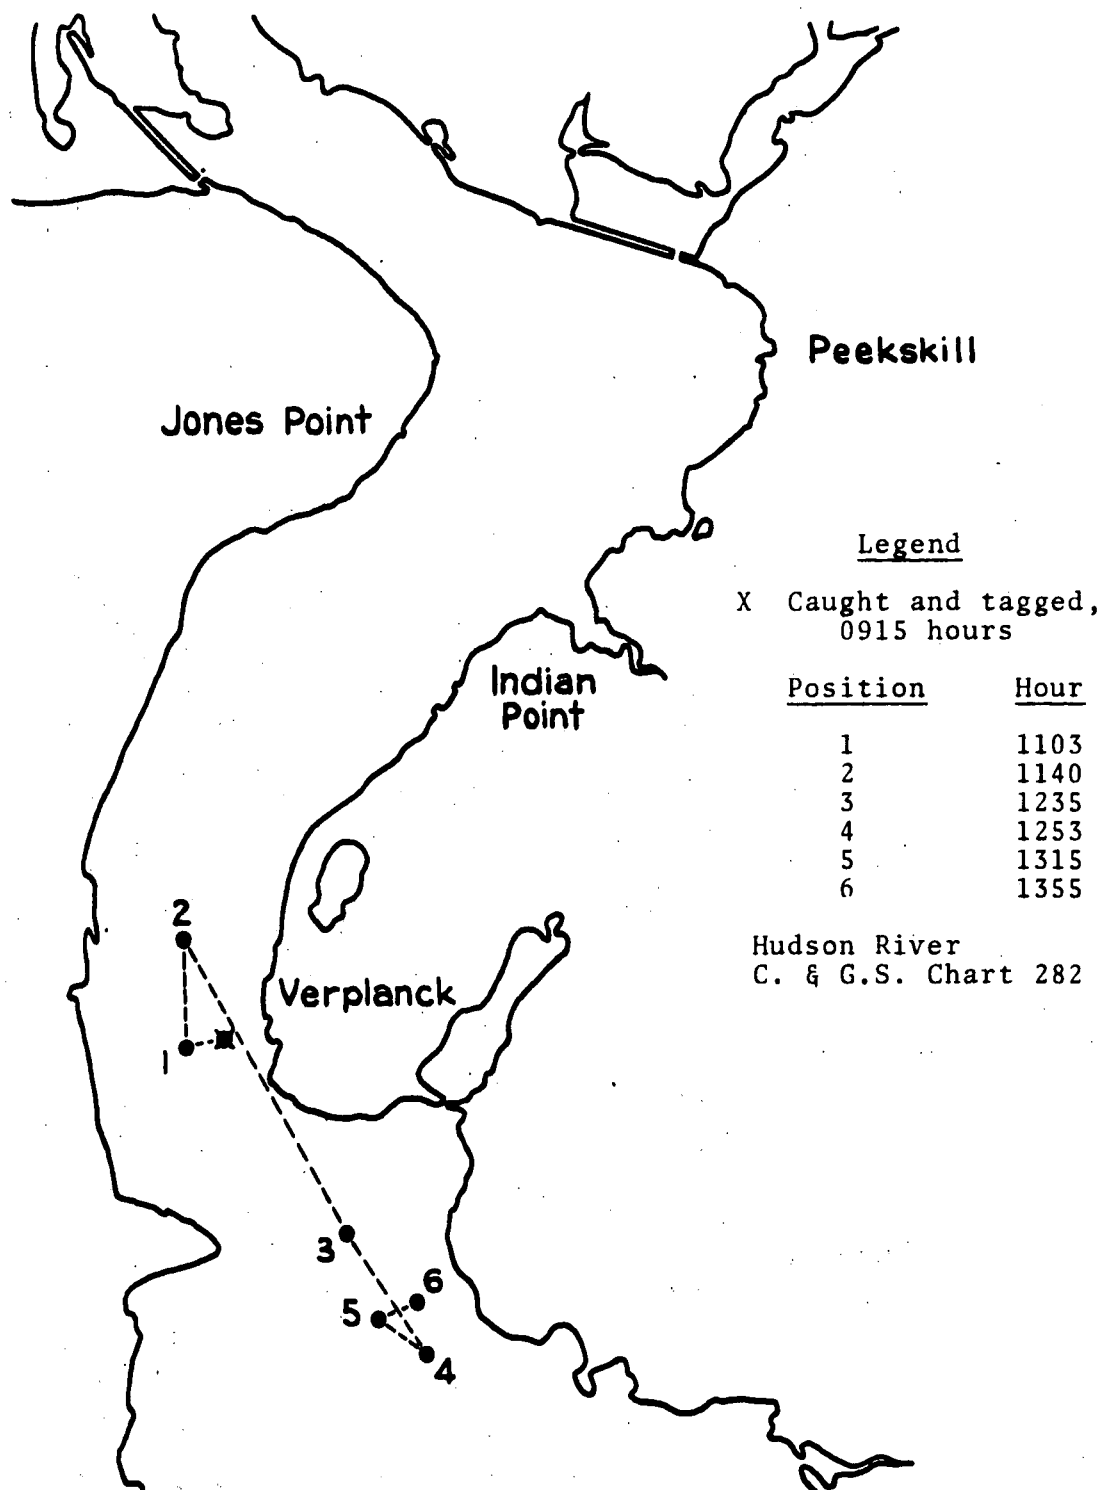 Peekskill
Jones Point
Legend
X Caught and tagged,
0915 hours
Indian
Point
Position Hour
1 1103
2 1140
3 1235
4 1253
5 1315
6 1355
2
Hudson River
C. & G.S. Chart 282
Verplanck
1
3
6
5
4